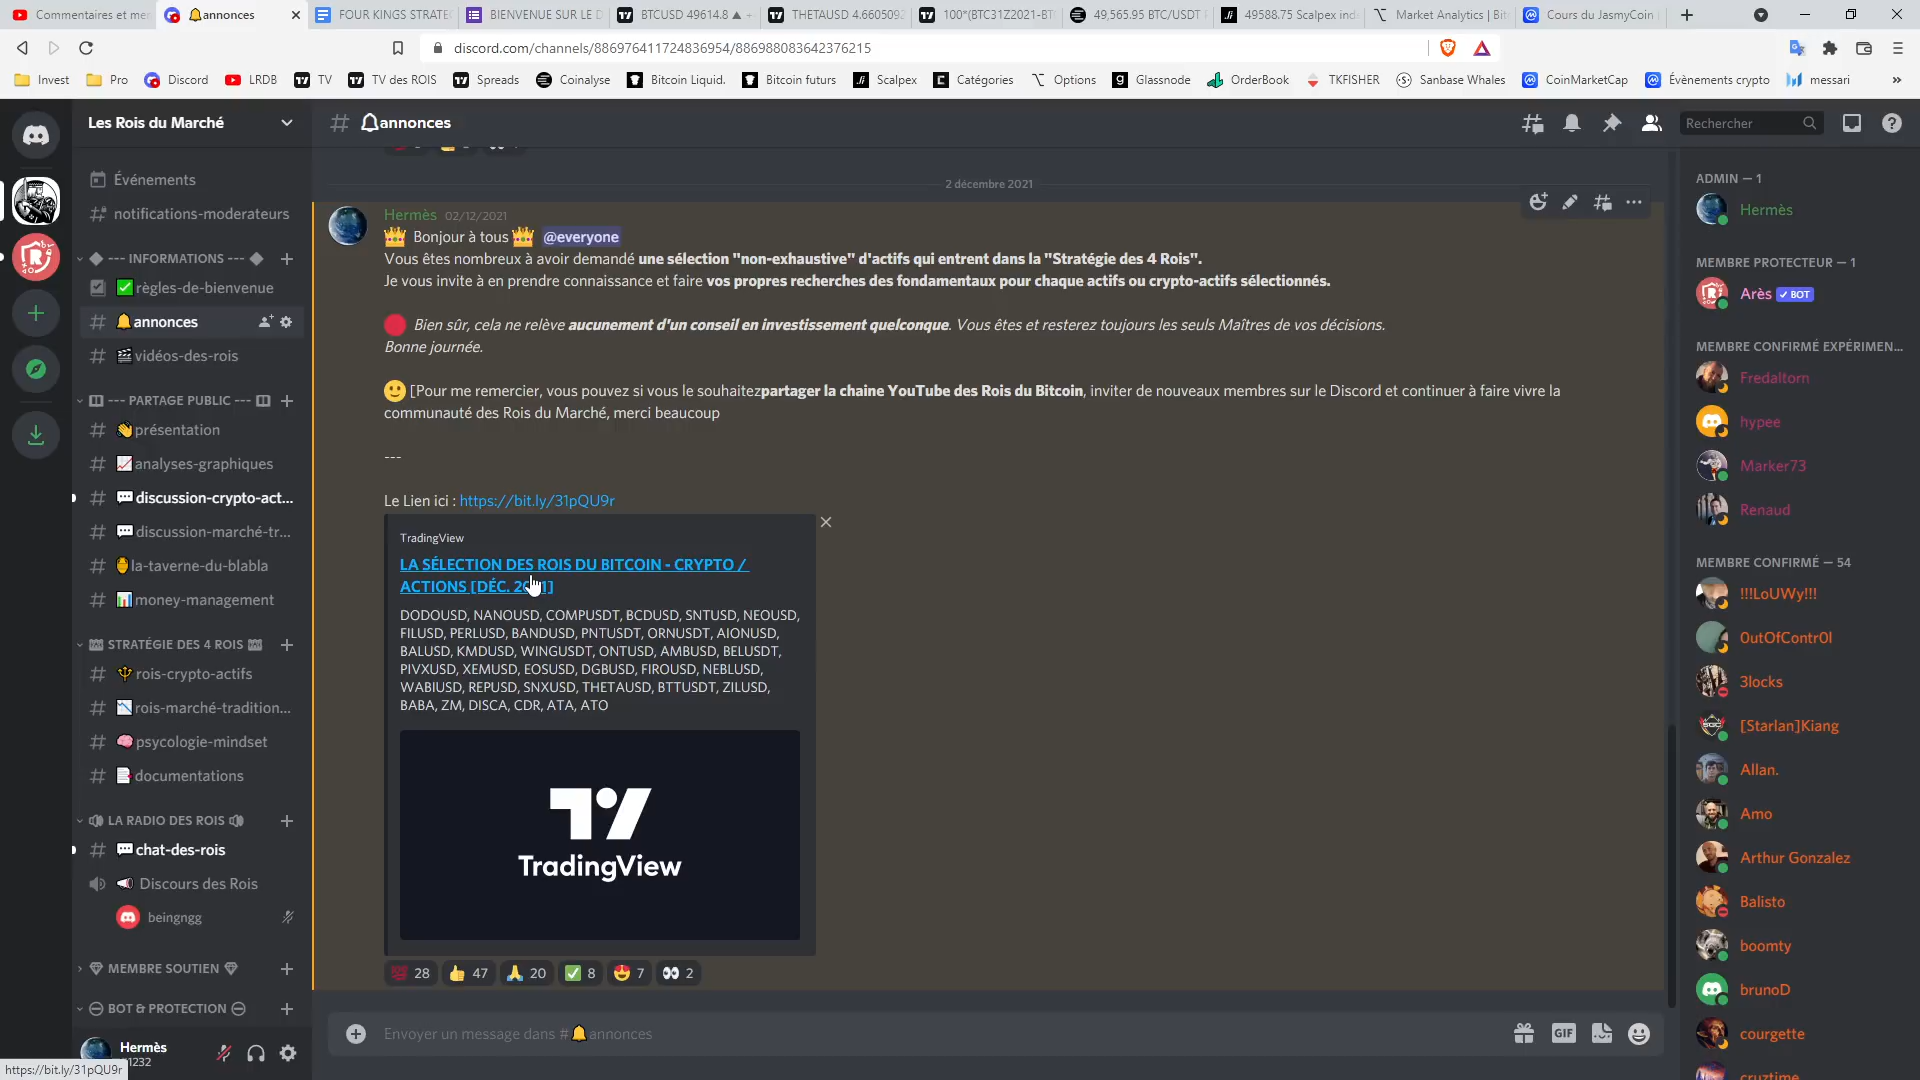 Commentaires et mer
annonces
FOUR KINGS STRATE
BIENVENUE SUR LE D
BTCUSD 49614.8 ▲ +
THETAUSD 4.6605092
100*(BTC31Z2021-BT
49,565.95 BTC/USDT P
49588.75 Scalpex ind
Market Analytics | Bit
Cours du JasmyCoin
discord.com/channels/886976411724836954/886988083642376215
Invest
Pro
Discord
LRDB
TV
TV des ROIS
Spreads
Coinalyse
Bitcoin Liquid.
Bitcoin futurs
Scalpex
Catégories
Options
Glassnode
OrderBook
TKFISHER
Sanbase Whales
CoinMarketCap
Évènements crypto
messari
»
Les Rois du Marché
Événements
notifications-moderateurs
--- INFORMATIONS ---
règles-de-bienvenue
annonces
vidéos-des-rois
--- PARTAGE PUBLIC ---
présentation
analyses-graphiques
discussion-crypto-act...
discussion-marché-tr...
la-taverne-du-blabla
money-management
STRATÉGIE DES 4 ROIS
rois-crypto-actifs
rois-marché-tradition...
psycologie-mindset
documentations
LA RADIO DES ROIS
chat-des-rois
Discours des Rois
beingngg
MEMBRE SOUTIEN
BOT & PROTECTION
Hermès
1232
https://bit.ly/31pQU9r
# annonces
Rechercher
2 décembre 2021
Hermès 02/12/2021
Bonjour à tous @everyone
Vous êtes nombreux à avoir demandé une sélection "non-exhaustive" d'actifs qui entrent dans la "Stratégie des 4 Rois".
Je vous invite à en prendre connaissance et faire vos propres recherches des fondamentaux pour chaque actifs ou crypto-actifs sélectionnés.
Bien sûr, cela ne relève aucunement d'un conseil en investissement quelconque. Vous êtes et resterez toujours les seuls Maîtres de vos décisions.
Bonne journée.
[Pour me remercier, vous pouvez si vous le souhaitezpartager la chaine YouTube des Rois du Bitcoin, inviter de nouveaux membres sur le Discord et continuer à faire vivre la
communauté des Rois du Marché, merci beaucoup
---
Le Lien ici : https://bit.ly/31pQU9r
TradingView
LA SÉLECTION DES ROIS DU BITCOIN - CRYPTO /
ACTIONS [DÉC. 2021]
DODOUSD, NANOUSD, COMPUSDT, BCDUSD, SNTUSD, NEOUSD,
FILUSD, PERLUSD, BANDUSD, PNTUSDT, ORNUSDT, AIONUSD,
BALUSD, KMDUSD, WINGUSDT, ONTUSD, AMBUSD, BELUSDT,
PIVXUSD, XEMUSD, EOSUSD, DGBUSD, FIROUSD, NEBLUSD,
WABIUSD, REPUSD, SNXUSD, THETAUSD, BTTUSDT, ZILUSD,
BABA, ZM, DISCA, CDR, ATA, ATO
TradingView
28
47
20
8
7
2
Envoyer un message dans # annonces
GIF
ADMIN — 1
Hermès
MEMBRE PROTECTEUR — 1
Arès BOT
MEMBRE CONFIRMÉ EXPÉRIMEN...
Fredaltorn
hypee
Marker73
Renaud
MEMBRE CONFIRMÉ — 54
!!!LoUWy!!!
0utOfContr0l
3locks
[Starlan]Kiang
Allan.
Amo
Arthur Gonzalez
Balisto
boomty
brunoD
courgette
cruztime